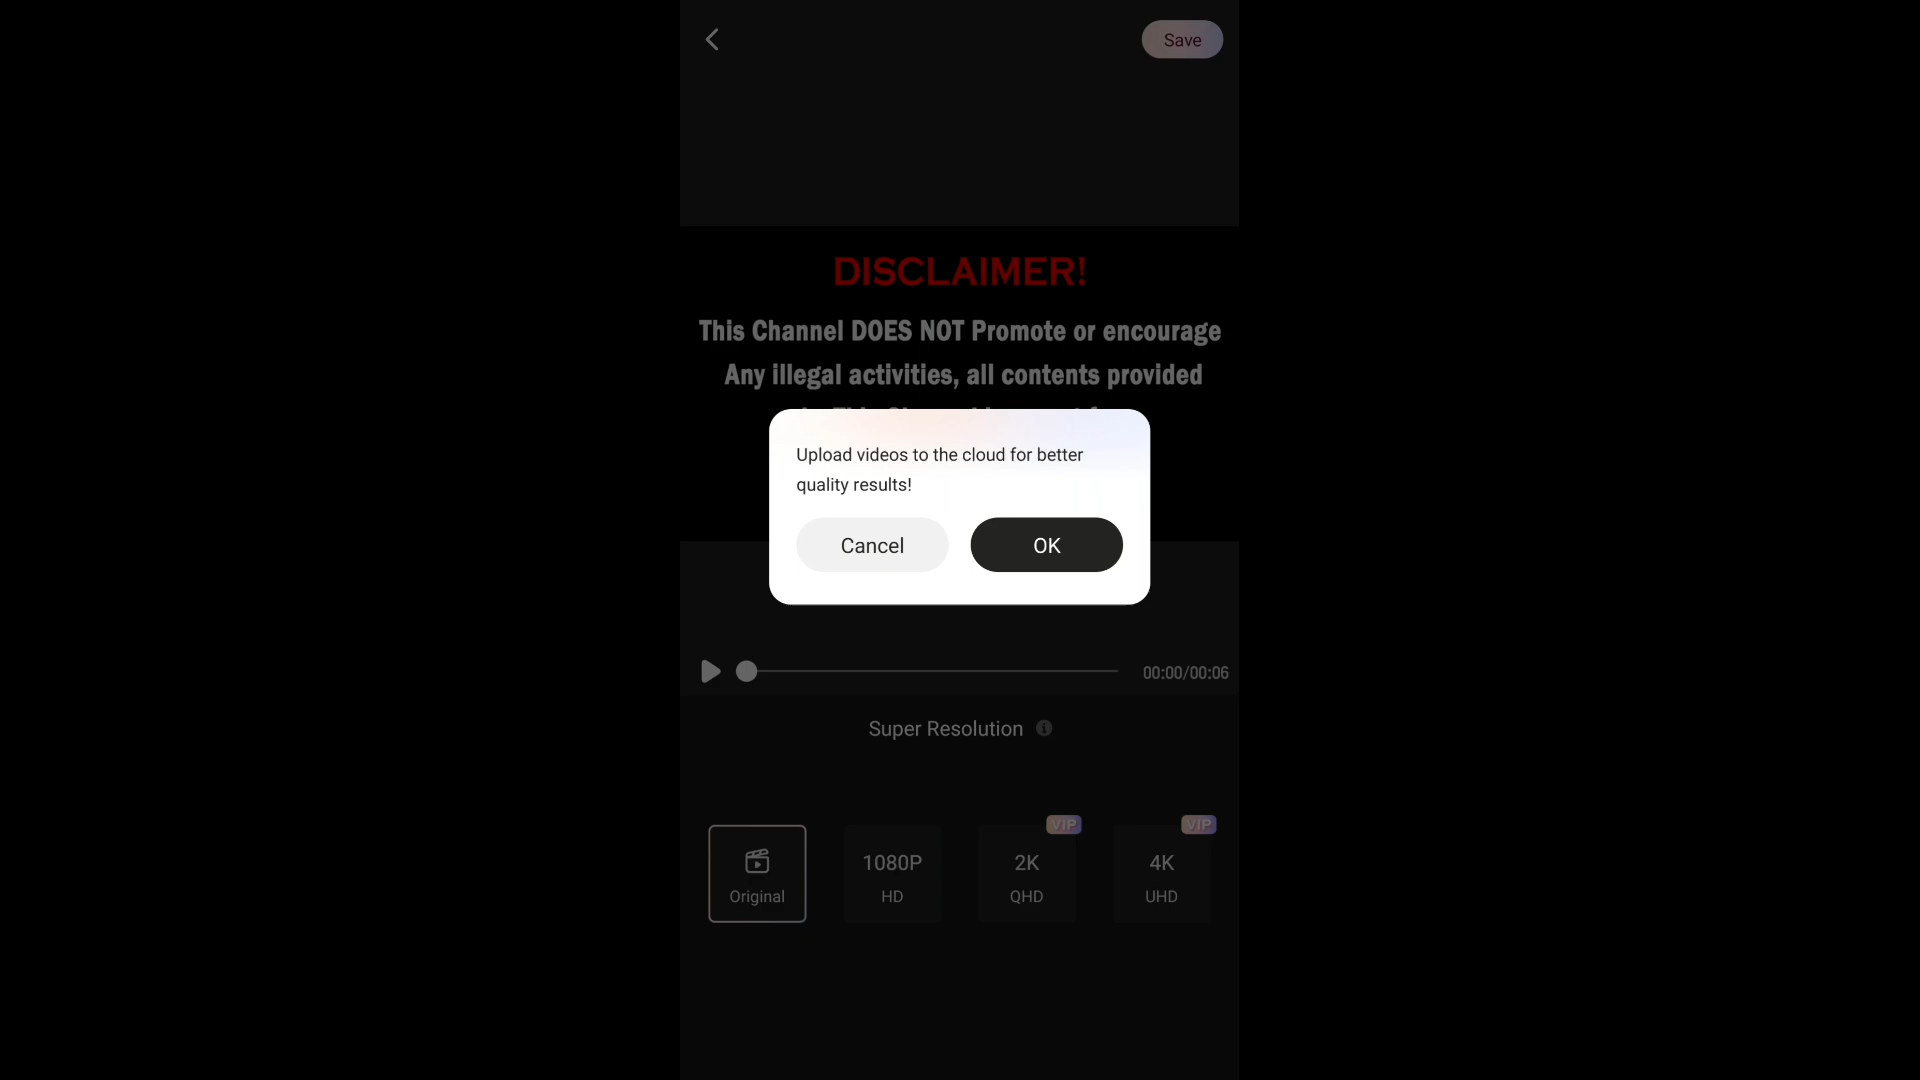 Save
DISCLAIMER!
This Channel DOES NOT Promote or encourage
Any illegal activities, all contents provided
Upload videos to the cloud for better
quality results!
Cancel
OK
00:00/00:06
Super Resolution
VIP
VIP
Original
1080P
HD
2K
QHD
4K
UHD